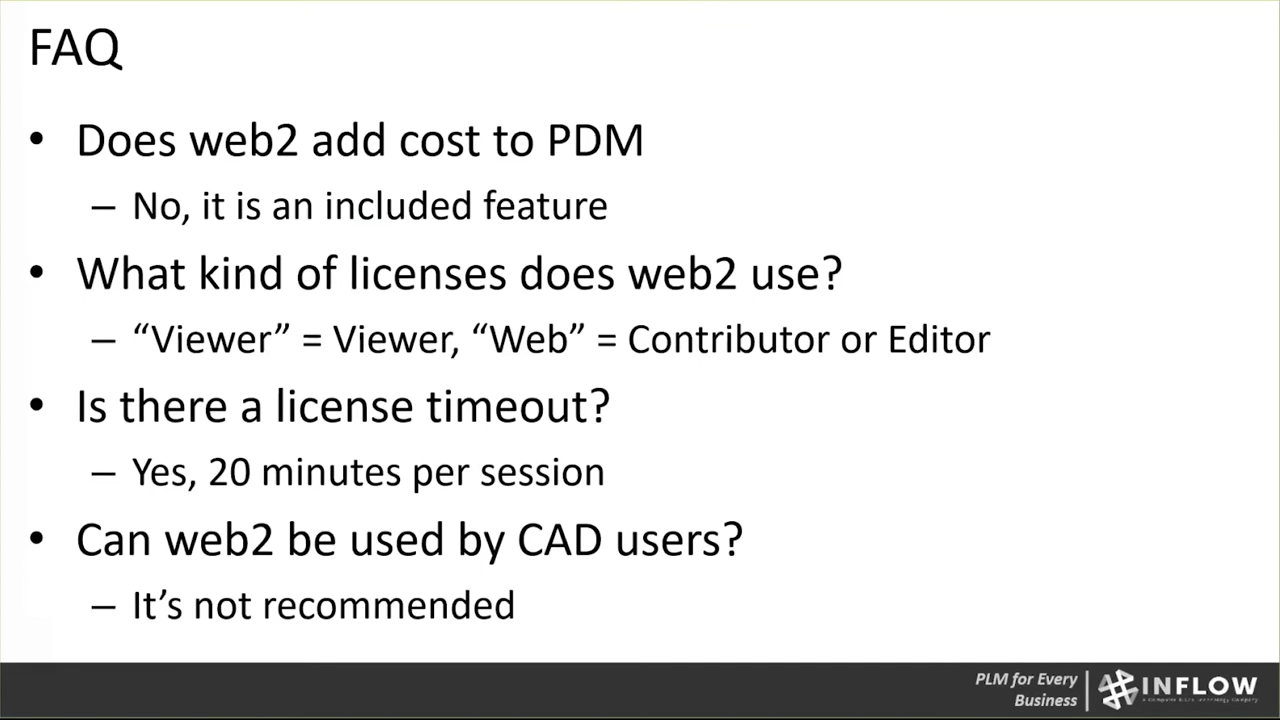 FAQ
• Does web2 add cost to PDM
– No, it is an included feature
• What kind of licenses does web2 use?
– “Viewer” = Viewer, “Web” = Contributor or Editor
• Is there a license timeout?
– Yes, 20 minutes per session
• Can web2 be used by CAD users?
– It’s not recommended
PLM for Every
Business
INFLOW